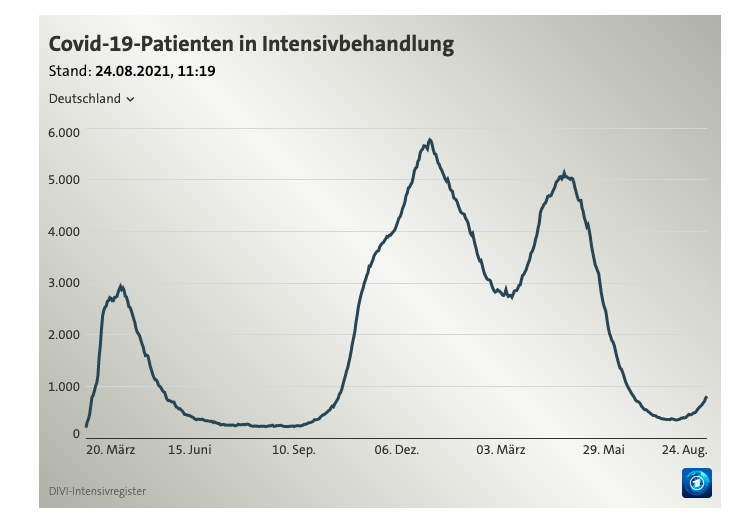 Covid-19-Patienten in Intensivbehandlung
Stand: 24.08.2021, 11:19
Deutschland
6.000
5.000
4.000
3.000
2.000
1.000
0
20. März 15. Juni 10. Sep. 06. Dez. 03. März 29. Mai 24. Aug.
DIVI-Intensivregister